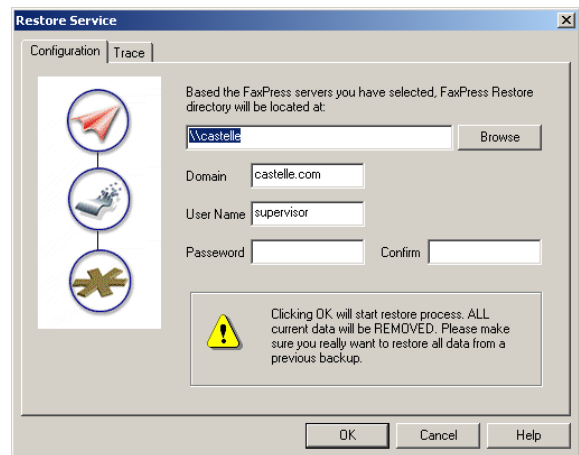 Restore Service
Configuration
Trace
Based the FaxPress servers you have selected, FaxPress Restore
directory will be located at:
\\castelle
Browse
Domain
castelle.com
User Name
supervisor
Passeword
Confirm
Clicking OK will start restore process. ALL
current data will be REMOVED. Please make
sure you really want to restore all data from a
previous backup.
OK
Cancel
Help